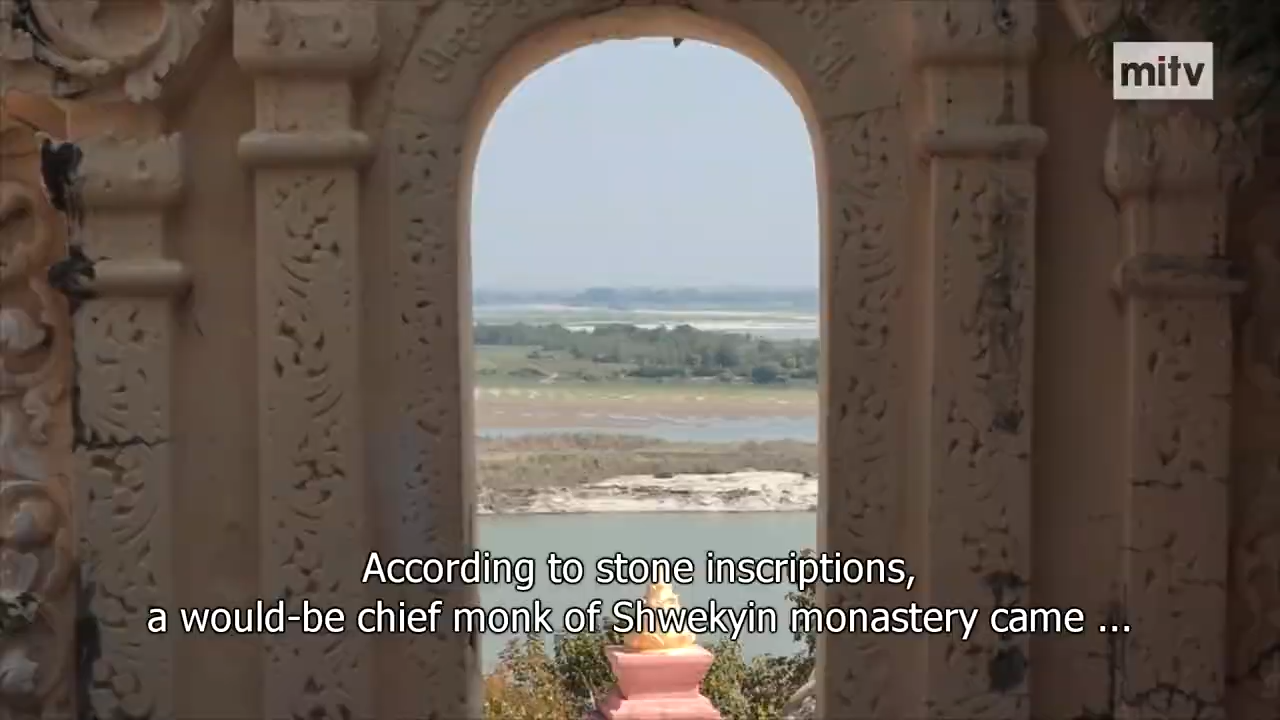 mitv
According to stone inscriptions,
a would-be chief monk of Shwekyin monastery came ...